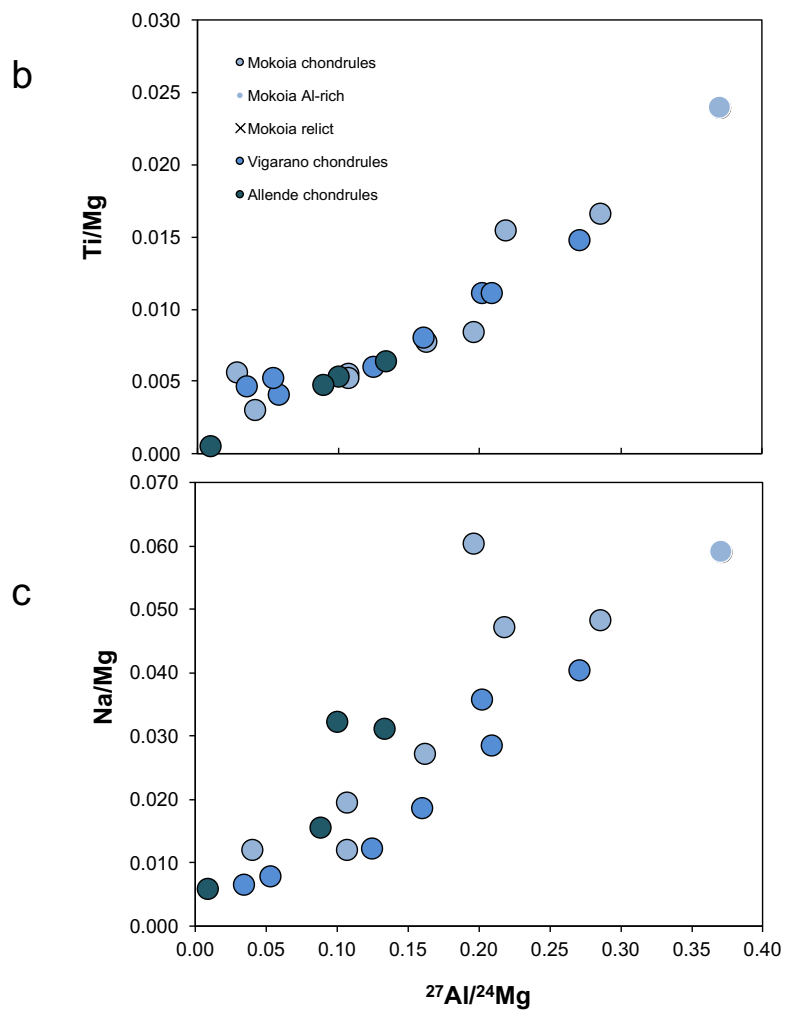 b
0.030
0.025
0.020
0.015
0.010
0.005
0.000
Ti/Mg
Mokoia chondrules
Mokoia Al-rich
Mokoia relict
Vigarano chondrules
Allende chondrules
c
0.070
0.060
0.050
0.040
0.030
0.020
0.010
0.000
Na/Mg
0.00 0.05 0.10 0.15 0.20 0.25 0.30 0.35 0.40
²⁷Al/²⁴Mg